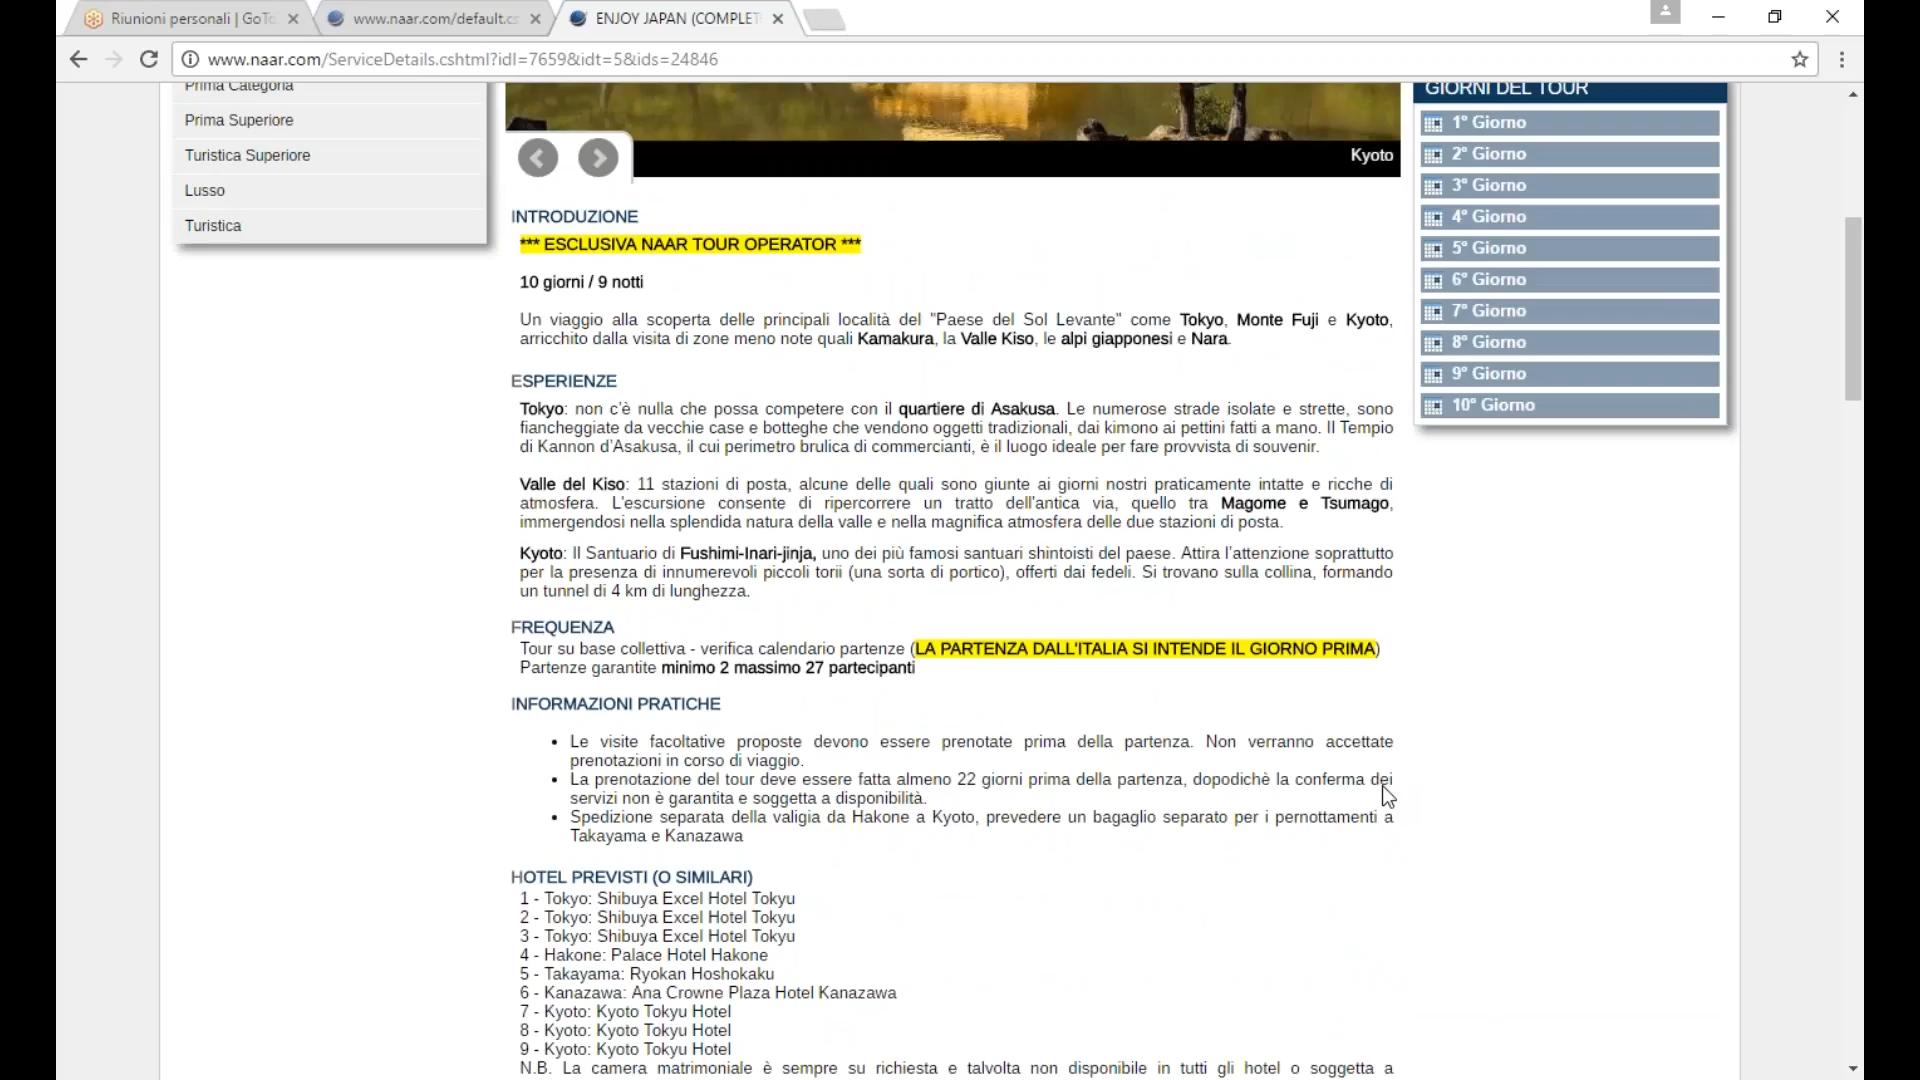 Riunioni personali | GoTo
www.naar.com/default.cs
ENJOY JAPAN (COMPLET
www.naar.com/ServiceDetails.cshtml?idl=7659&idt=5&ids=24846
Prima Categoria
Prima Superiore
Turistica Superiore
Lusso
Turistica
Kyoto
INTRODUZIONE
*** ESCLUSIVA NAAR TOUR OPERATOR ***
10 giorni / 9 notti
Un viaggio alla scoperta delle principali località del "Paese del Sol Levante" come Tokyo, Monte Fuji e Kyoto,
arricchito dalla visita di zone meno note quali Kamakura, la Valle Kiso, le alpi giapponesi e Nara.
ESPERIENZE
Tokyo: non c'è nulla che possa competere con il quartiere di Asakusa. Le numerose strade isolate e strette, sono
fiancheggiate da vecchie case e botteghe che vendono oggetti tradizionali, dai kimono ai pettini fatti a mano. Il Tempio
di Kannon d'Asakusa, il cui perimetro brulica di commercianti, è il luogo ideale per fare provvista di souvenir.
Valle del Kiso: 11 stazioni di posta, alcune delle quali sono giunte ai giorni nostri praticamente intatte e ricche di
atmosfera. L'escursione consente di ripercorrere un tratto dell'antica via, quello tra Magome e Tsumago,
immergendosi nella splendida natura della valle e nella magnifica atmosfera delle due stazioni di posta.
Kyoto: Il Santuario di Fushimi-Inari-jinja, uno dei più famosi santuari shintoisti del paese. Attira l'attenzione soprattutto
per la presenza di innumerevoli piccoli torii (una sorta di portico), offerti dai fedeli. Si trovano sulla collina, formando
un tunnel di 4 km di lunghezza.
FREQUENZA
Tour su base collettiva - verifica calendario partenze (LA PARTENZA DALL'ITALIA SI INTENDE IL GIORNO PRIMA)
Partenze garantite minimo 2 massimo 27 partecipanti
INFORMAZIONI PRATICHE
• Le visite facoltative proposte devono essere prenotate prima della partenza. Non verranno accettate
prenotazioni in corso di viaggio.
• La prenotazione del tour deve essere fatta almeno 22 giorni prima della partenza, dopodichè la conferma dei
servizi non è garantita e soggetta a disponibilità.
• Spedizione separata della valigia da Hakone a Kyoto, prevedere un bagaglio separato per i pernottamenti a
Takayama e Kanazawa
HOTEL PREVISTI (O SIMILARI)
1 - Tokyo: Shibuya Excel Hotel Tokyu
2 - Tokyo: Shibuya Excel Hotel Tokyu
3 - Tokyo: Shibuya Excel Hotel Tokyu
4 - Hakone: Palace Hotel Hakone
5 - Takayama: Ryokan Hoshokaku
6 - Kanazawa: Ana Crowne Plaza Hotel Kanazawa
7 - Kyoto: Kyoto Tokyu Hotel
8 - Kyoto: Kyoto Tokyu Hotel
9 - Kyoto: Kyoto Tokyu Hotel
N.B. La camera matrimoniale è sempre su richiesta e talvolta non disponibile in tutti gli hotel o soggetta a
GIORNI DEL TOUR
1° Giorno
2° Giorno
3° Giorno
4° Giorno
5° Giorno
6° Giorno
7° Giorno
8° Giorno
9° Giorno
10° Giorno